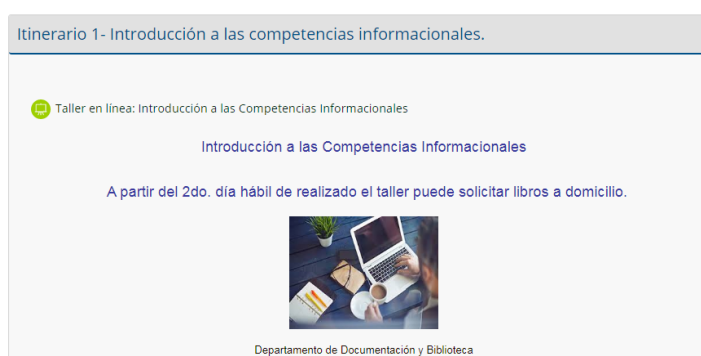 Itinerario 1- Introducción a las competencias informacionales.
Taller en línea: Introducción a las Competencias Informacionales
Introducción a las Competencias Informacionales
A partir del 2do. día hábil de realizado el taller puede solicitar libros a domicilio.
Departamento de Documentación y Biblioteca